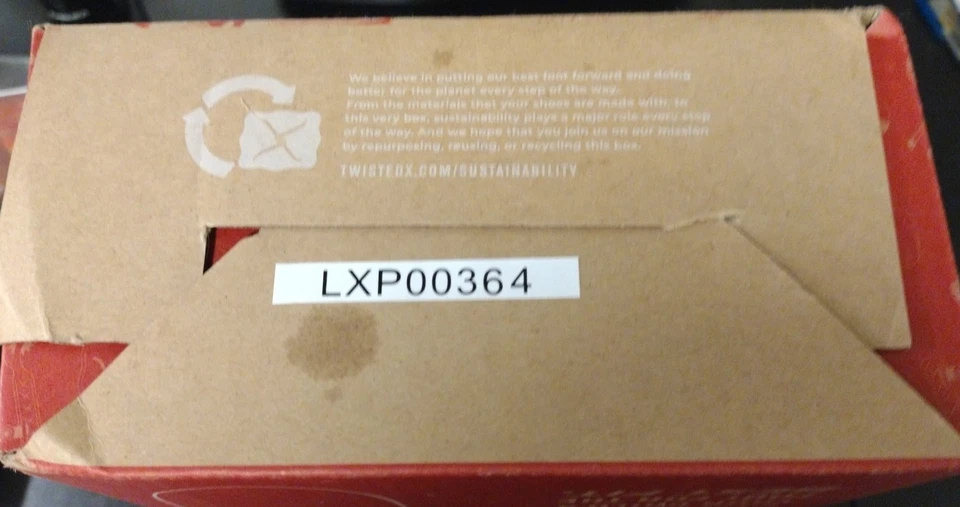 We believe in putting our best foot forward and doing
better for the planet every step of the way.
From the materials that your shoes are made with, to
this very box, sustainability plays a major role every step
of the way. And we hope that you join us on our mission
by repurposing, reusing, or recycling this box.
TWISTEDX.COM/SUSTAINABILITY
LXP00364